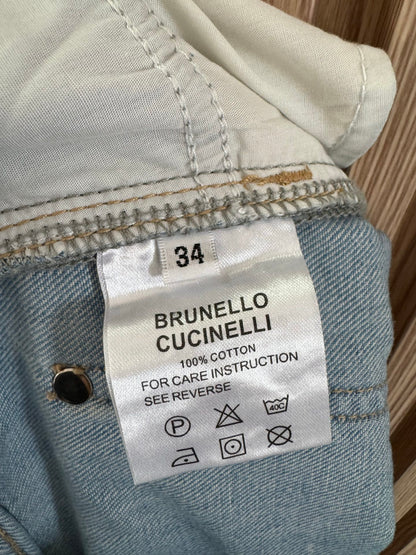 34
BRUNELLO
CUCINELLI
100% COTTON
FOR CARE INSTRUCTION
SEE REVERSE
P
40C